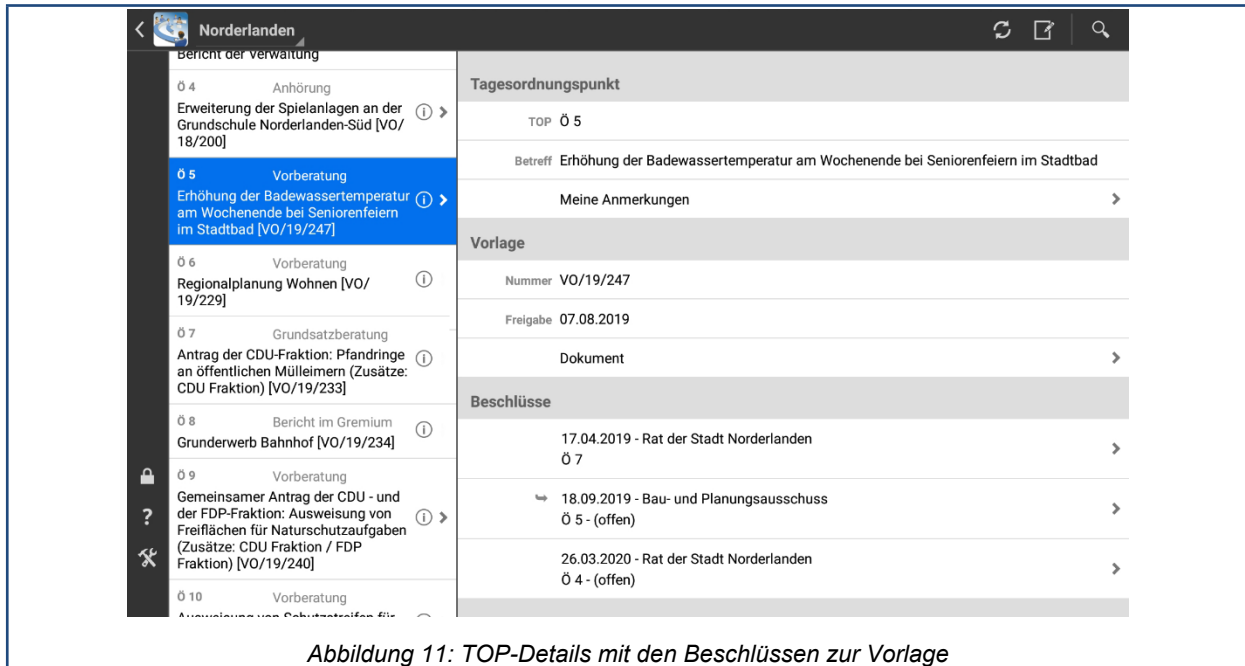 Norderlanden
Bericht der Verwaltung
Ö 4 Anhörung
Erweiterung der Spielanlagen an der
Grundschule Norderlanden-Süd [VO/
18/200]
Ö 5 Vorberatung
Erhöhung der Badewassertemperatur
am Wochenende bei Seniorenfeiern
im Stadtbad [VO/19/247]
Ö 6 Vorberatung
Regionalplanung Wohnen [VO/
19/229]
Ö 7 Grundsatzberatung
Antrag der CDU-Fraktion: Pfandringe
an öffentlichen Mülleimern (Zusätze:
CDU Fraktion) [VO/19/233]
Ö 8 Bericht im Gremium
Grunderwerb Bahnhof [VO/19/234]
Ö 9 Vorberatung
Gemeinsamer Antrag der CDU - und
der FDP-Fraktion: Ausweisung von
Freiflächen für Naturschutzaufgaben
(Zusätze: CDU Fraktion / FDP
Fraktion) [VO/19/240]
Ö 10 Vorberatung
Ausweisung von Schutzstreifen für
?
Tagesordnungspunkt
TOP Ö 5
Betreff Erhöhung der Badewassertemperatur am Wochenende bei Seniorenfeiern im Stadtbad
Meine Anmerkungen
Vorlage
Nummer VO/19/247
Freigabe 07.08.2019
Dokument
Beschlüsse
17.04.2019 - Rat der Stadt Norderlanden
Ö 7
18.09.2019 - Bau- und Planungsausschuss
Ö 5 - (offen)
26.03.2020 - Rat der Stadt Norderlanden
Ö 4 - (offen)
Abbildung 11: TOP-Details mit den Beschlüssen zur Vorlage